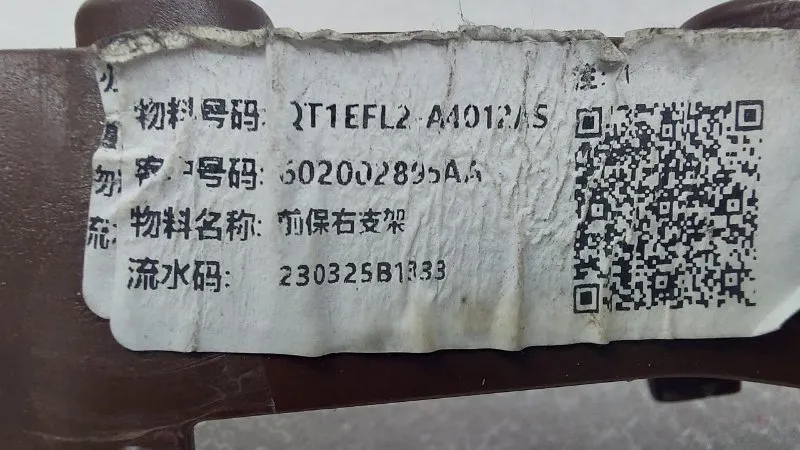 注:
物料号码: QT1EFL2-A4012AS
客户号码: 602002895AA
物料名称: 前保右支架
流水码: 230325B1333